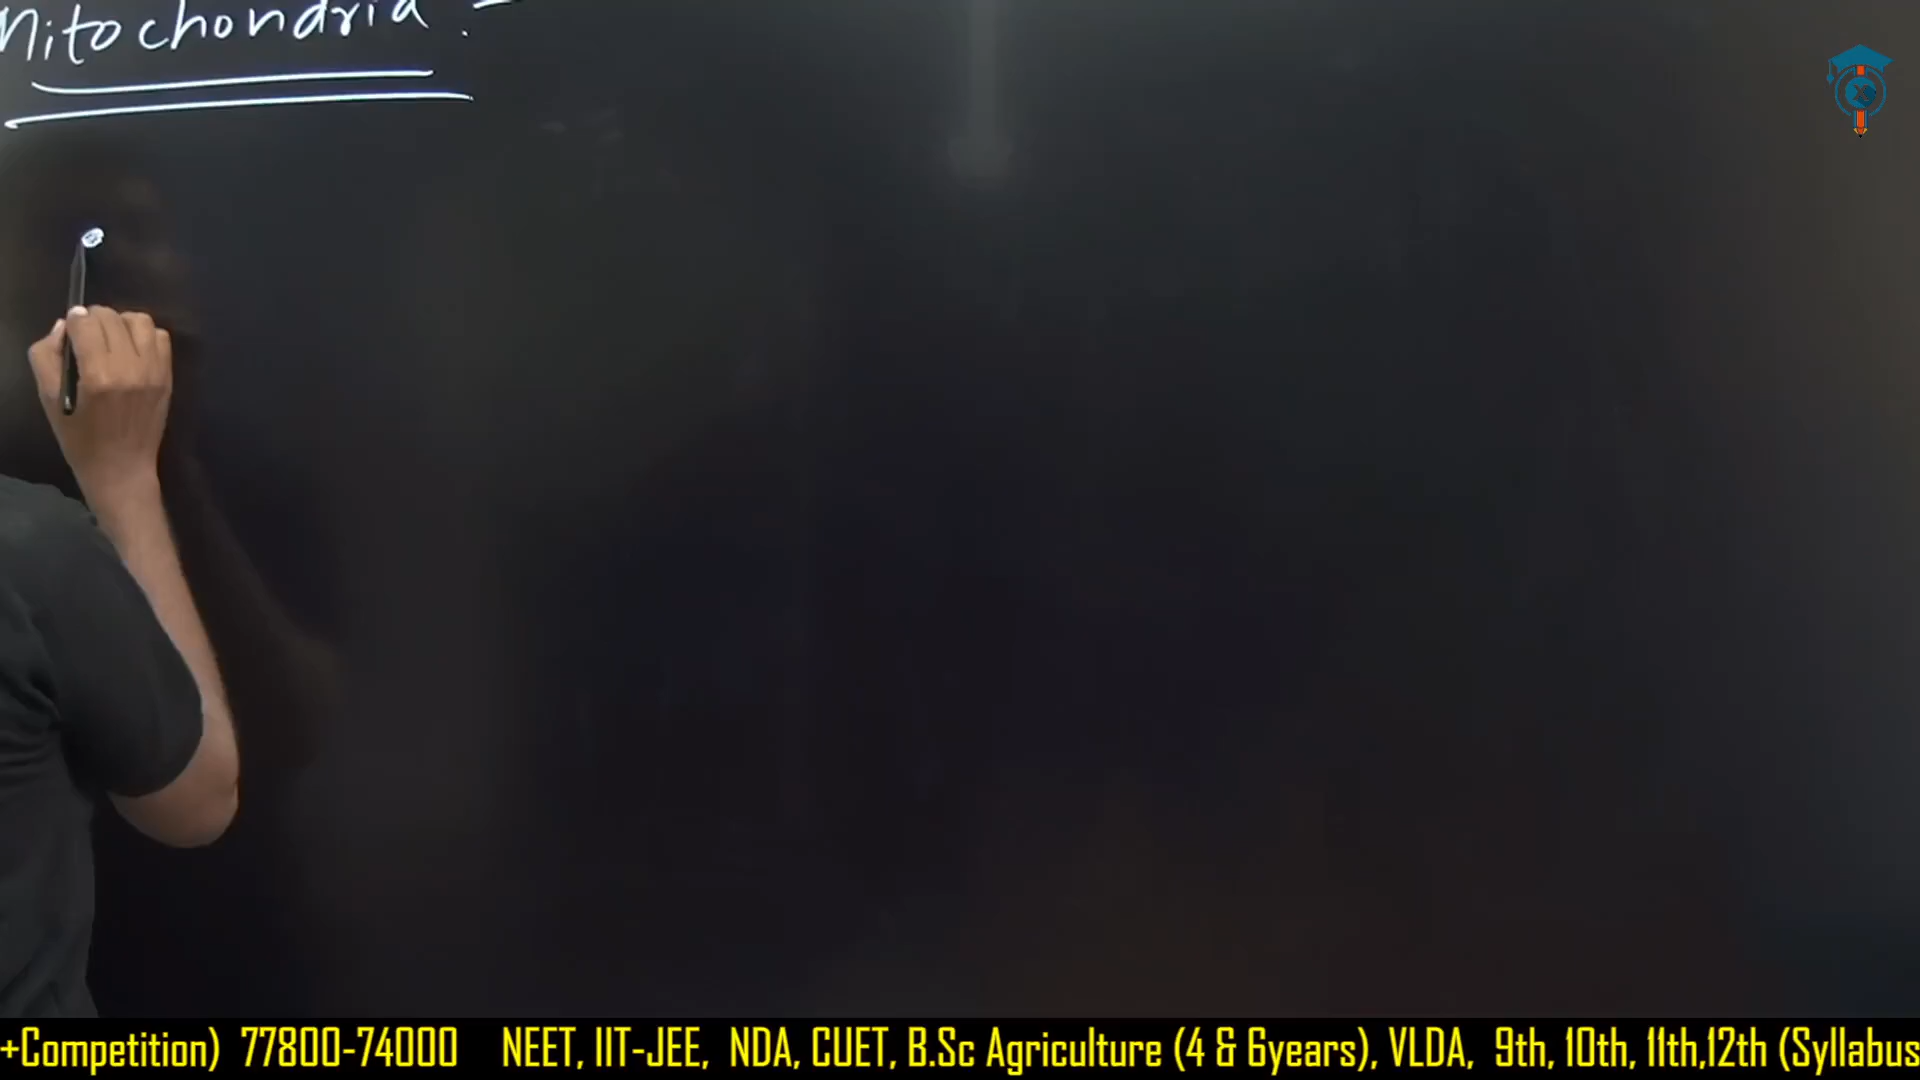 Mitochondria :-
+Competition) 77800-74000 NEET, IIT-JEE, NDA, CUET, B.Sc Agriculture (4 & 6years), VLDA, 9th, 10th, 11th,12th (Syllabus